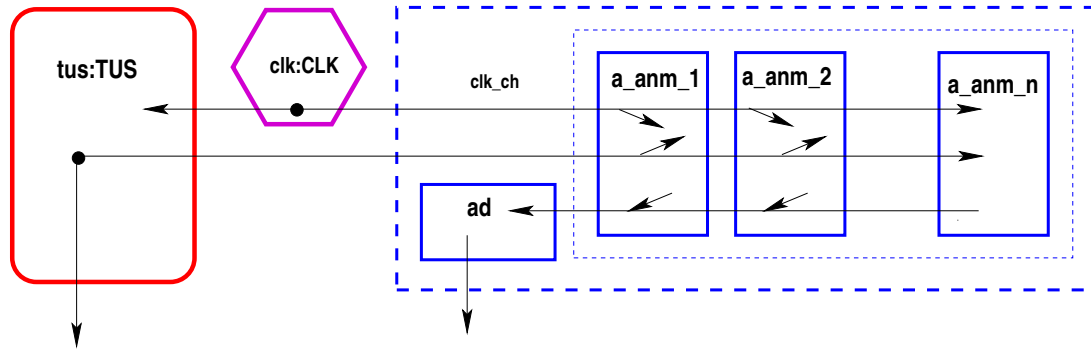 tus:TUS
clk:CLK
clk_ch
a_anm_1
a_anm_2
a_anm_n
ad